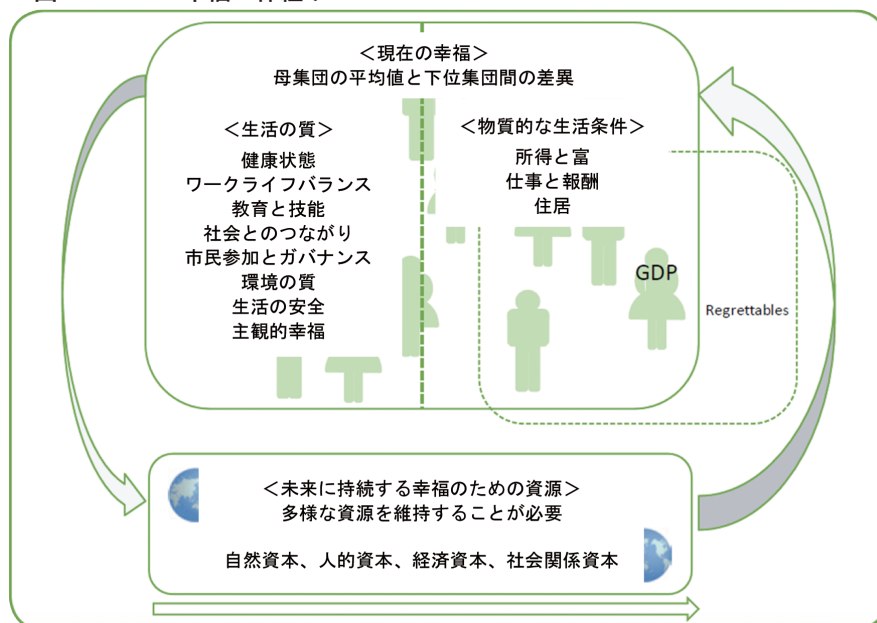 ＜現在の幸福＞
母集団の平均値と下位集団間の差異
＜生活の質＞
健康状態
ワークライフバランス
教育と技能
社会とのつながり
市民参加とガバナンス
環境の質
生活の安全
主観的幸福
＜物質的な生活条件＞
所得と富
仕事と報酬
住居
GDP
Regrettables
＜未来に持続する幸福のための資源＞
多様な資源を維持することが必要
自然資本、人的資本、経済資本、社会関係資本